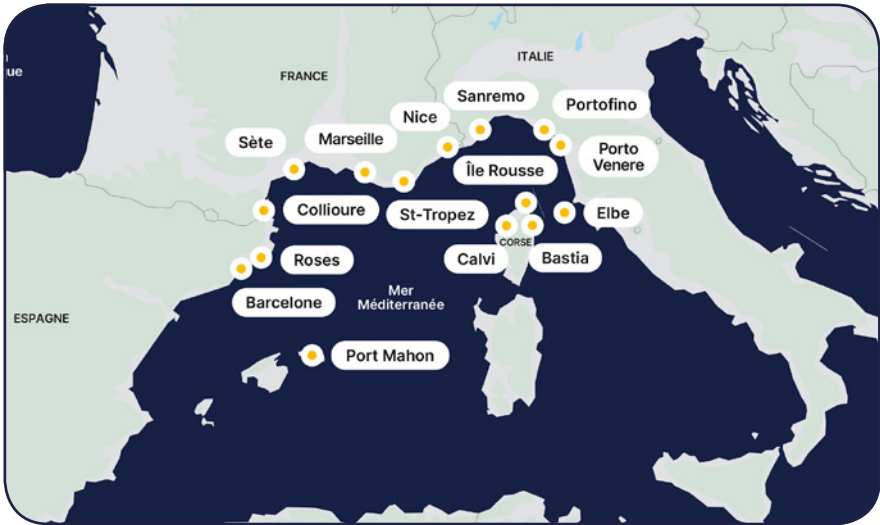 ue
ITALIE
FRANCE
Sanremo
Portofino
Nice
Marseille
Sète
Porto
Venere
Île Rousse
Collioure
St-Tropez
Elbe
CORSE
Calvi
Bastia
Roses
Mer
Méditerranée
Barcelone
ESPAGNE
Port Mahon